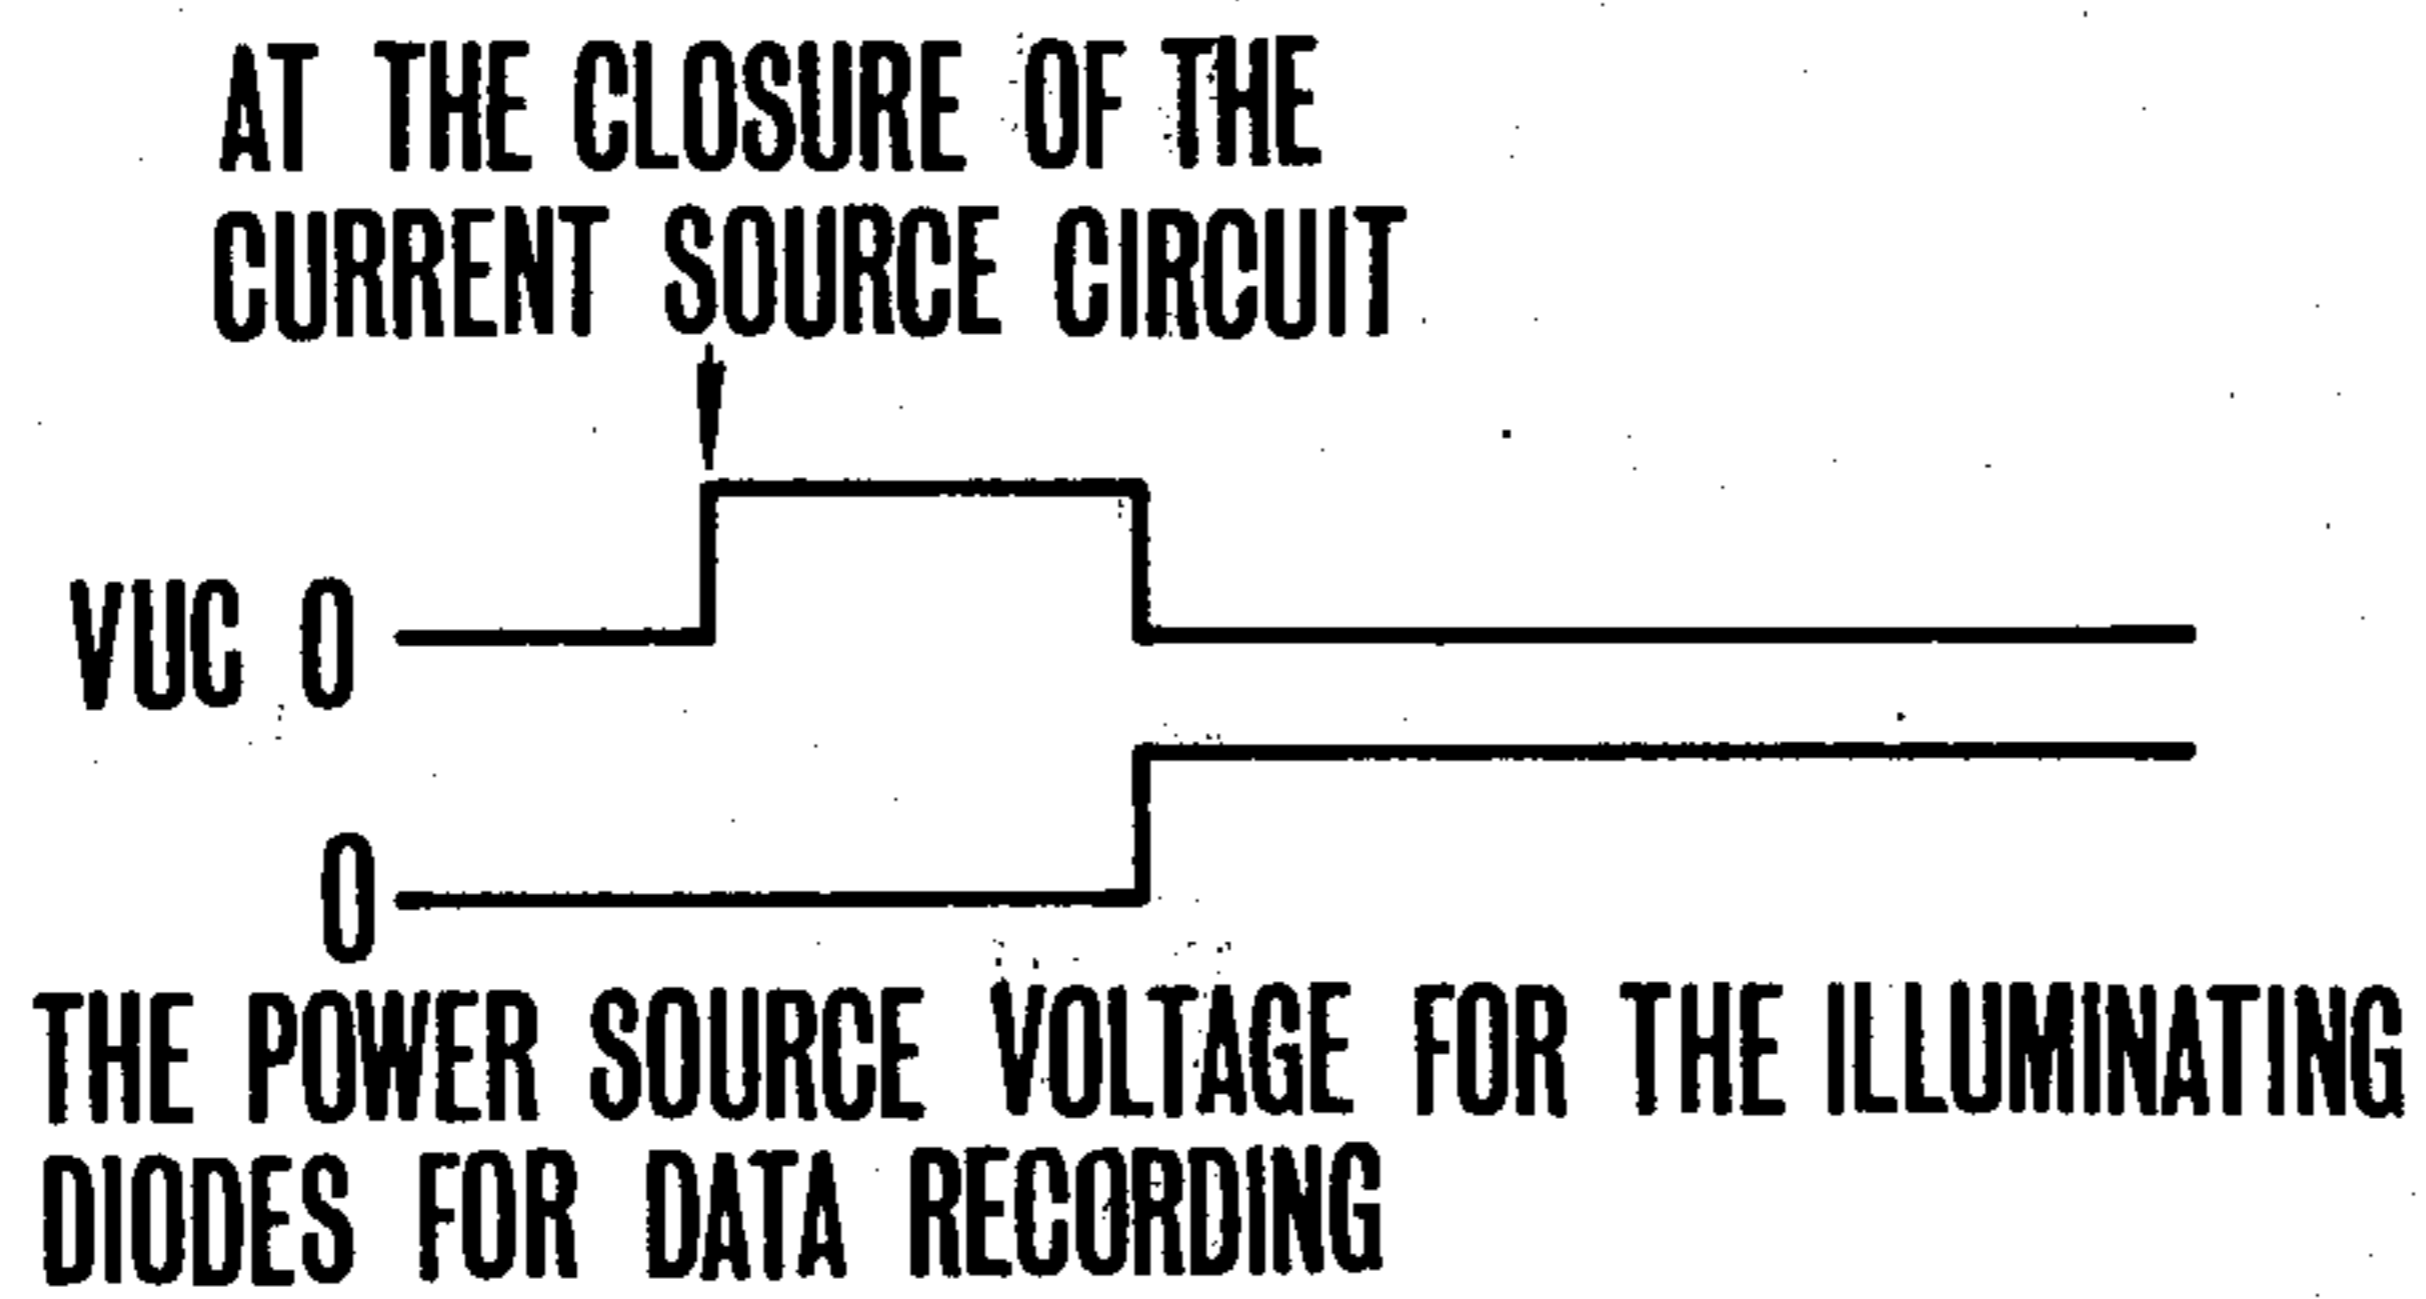 AT THE CLOSURE OF THE
CURRENT SOURCE CIRCUIT
VUC 0
0
THE POWER SOURCE VOLTAGE FOR THE ILLUMINATING
DIODES FOR DATA RECORDING